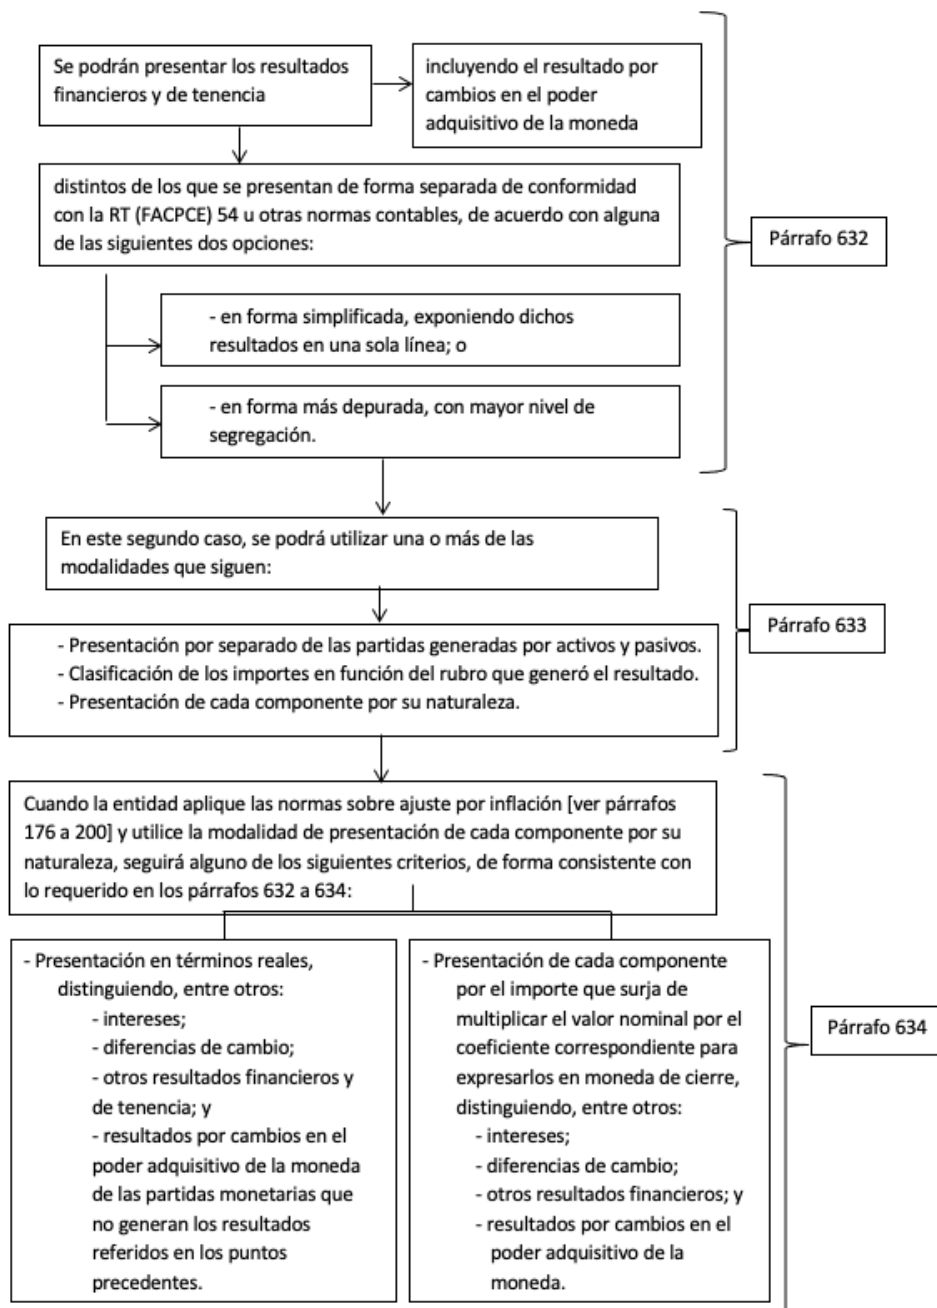 Se podrán presentar los resultados
financieros y de tenencia
incluyendo el resultado por
cambios en el poder
adquisitivo de la moneda
distintos de los que se presentan de forma separada de conformidad
con la RT (FACPCE) 54 u otras normas contables, de acuerdo con alguna
de las siguientes dos opciones:
Párrafo 632
- en forma simplificada, exponiendo dichos
resultados en una sola línea; o
- en forma más depurada, con mayor nivel de
segregación.
En este segundo caso, se podrá utilizar una o más de las
modalidades que siguen:
Párrafo 633
- Presentación por separado de las partidas generadas por activos y pasivos.
- Clasificación de los importes en función del rubro que generó el resultado.
- Presentación de cada componente por su naturaleza.
Cuando la entidad aplique las normas sobre ajuste por inflación [ver párrafos
176 a 200] y utilice la modalidad de presentación de cada componente por su
naturaleza, seguirá alguno de los siguientes criterios, de forma consistente con
lo requerido en los párrafos 632 a 634:
- Presentación en términos reales,
distinguiendo, entre otros:
- intereses;
- diferencias de cambio;
- otros resultados financieros y
de tenencia; y
- resultados por cambios en el
poder adquisitivo de la moneda
de las partidas monetarias que
no generan los resultados
referidos en los puntos
precedentes.
- Presentación de cada componente
por el importe que surja de
multiplicar el valor nominal por el
coeficiente correspondiente para
expresarlos en moneda de cierre,
distinguiendo, entre otros:
- intereses;
- diferencias de cambio;
- otros resultados financieros; y
- resultados por cambios en el
poder adquisitivo de la
moneda.
Párrafo 634